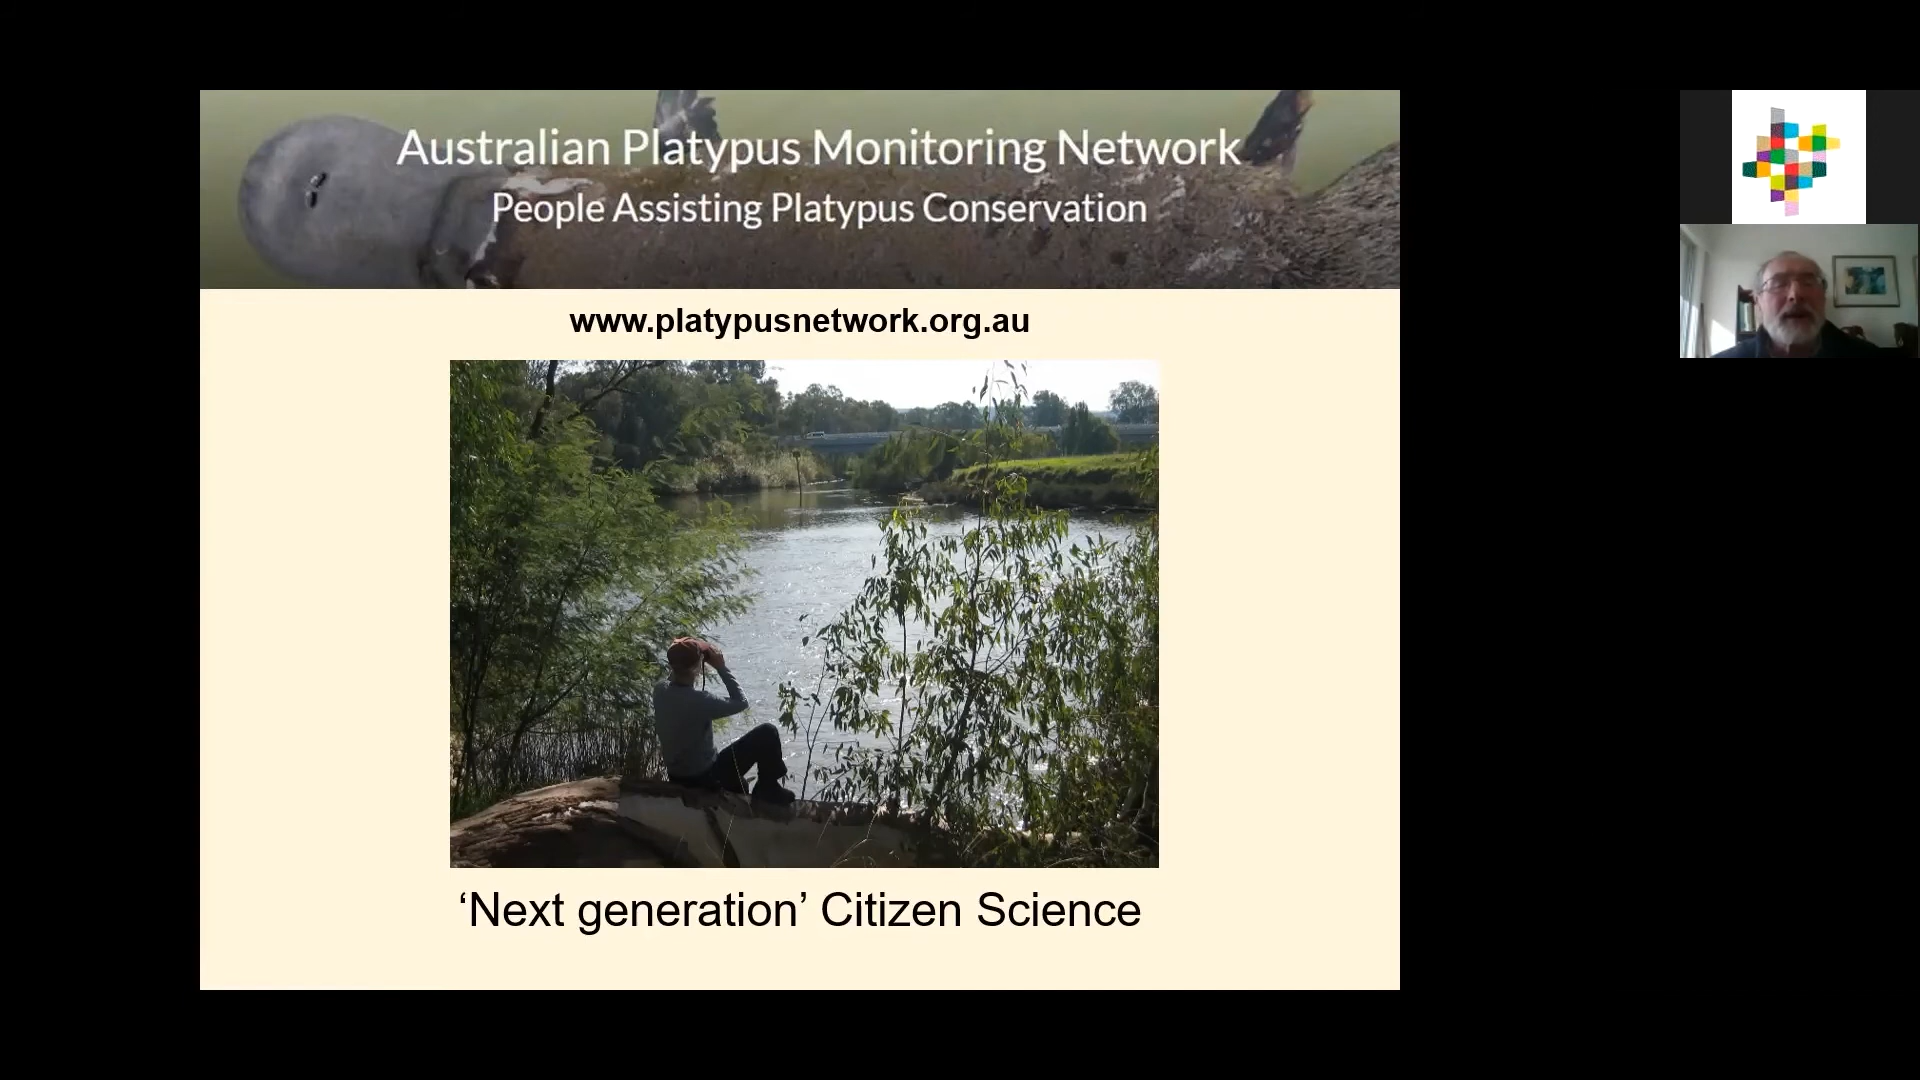 Australian Platypus Monitoring Network
People Assisting Platypus Conservation
www.platypusnetwork.org.au
‘Next generation’ Citizen Science